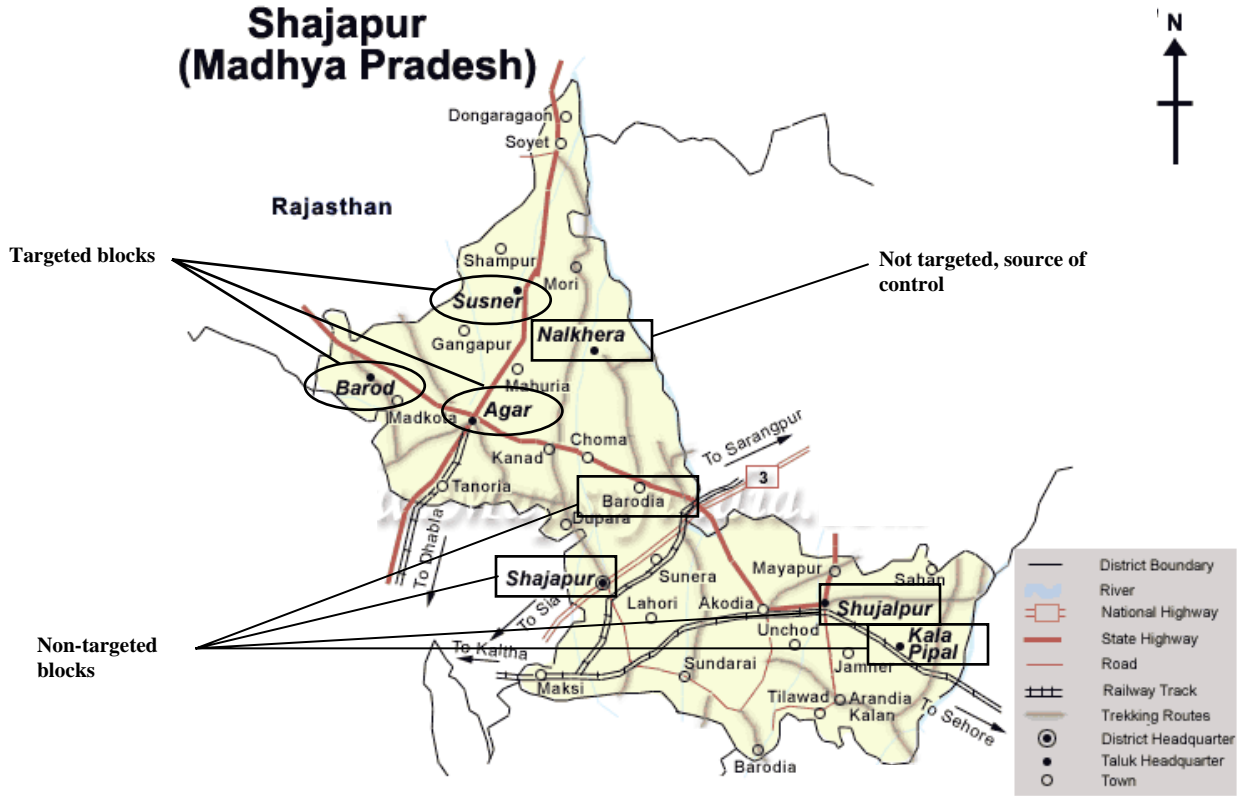 Shajapur
(Madhya Pradesh)
N
Dongaragaon
Soyet
Rajasthan
Targeted blocks
Shampur
Not targeted, source of
control
Mori
Susner
Nalkhera
Gangapur
Mahuria
Barod
Madkota
Agar
Choma
To Sarangpur
Kanad
3
Tanoria
Barodia
Dupara
To Dhabla
Mayapur
Sahan
Shajapur
Sunera
Lahori
Akodia
Shujalpur
Unchod
Kala
Pipal
Non-targeted
blocks
To Kaltha
Sundarai
Jamner
Maksi
Tilawad
Arandia
Kalan
To Sehore
Barodia
District Boundary
River
National Highway
State Highway
Road
Railway Track
Trekking Routes
District Headquarter
Taluk Headquarter
Town